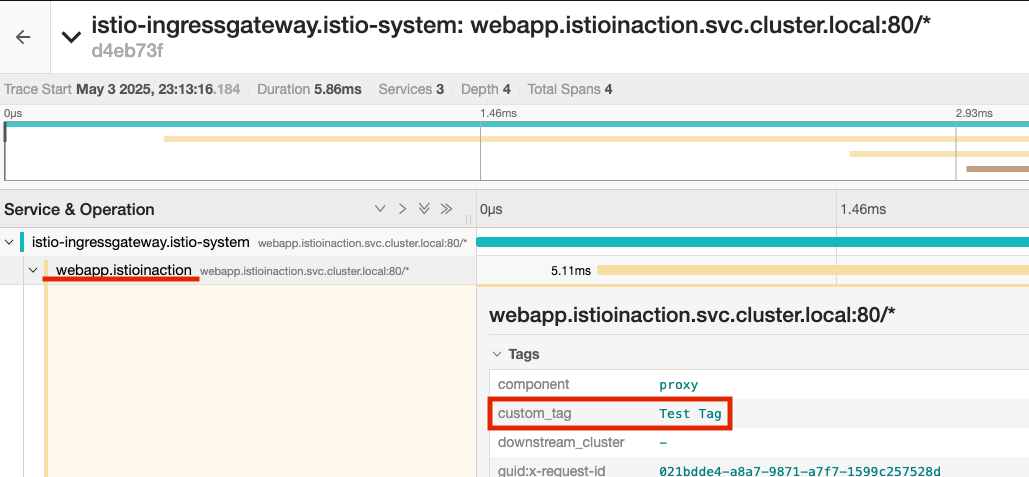 istio-ingressgateway.istio-system: webapp.istioinaction.svc.cluster.local:80/*
d4eb73f
Trace Start May 3 2025, 23:13:16.184 Duration 5.86ms Services 3 Depth 4 Total Spans 4
0μs 1.46ms 2.93ms
Service & Operation 0μs 1.46ms
istio-ingressgateway.istio-system webapp.istioinaction.svc.cluster.local:80/*
webapp.istioinaction webapp.istioinaction.svc.cluster.local:80/* 5.11ms
webapp.istioinaction.svc.cluster.local:80/*
Tags
component proxy
custom_tag Test Tag
downstream_cluster -
guid:x-request-id 021bdde4-a8a7-9871-a7f7-1599c257528d